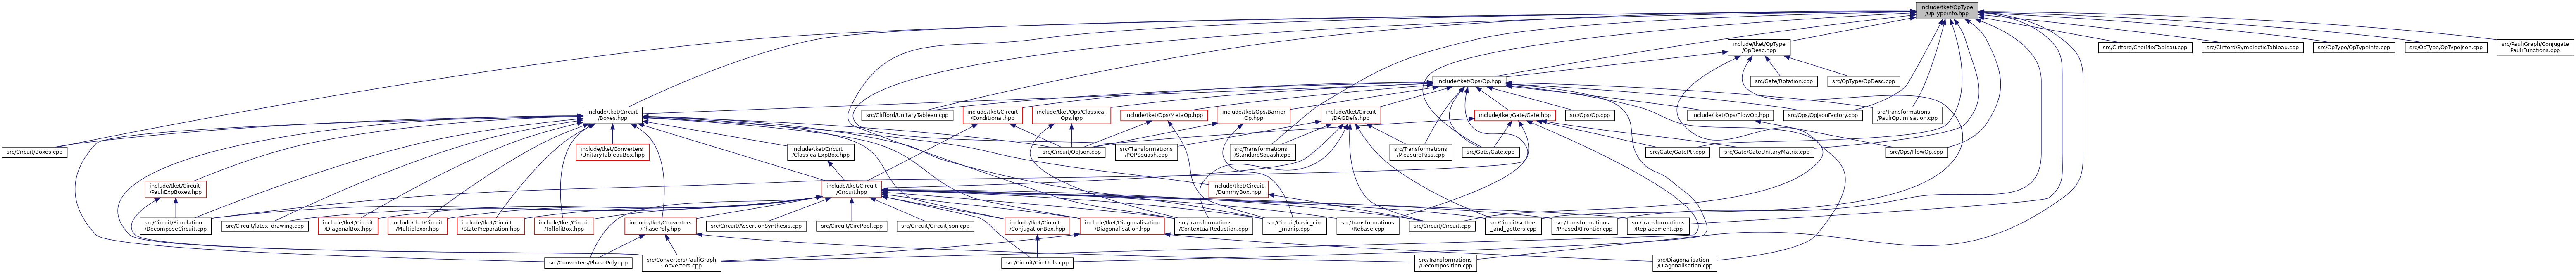 include/tket/OpType
/OpTypeInfo.hpp
include/tket/OpType
/OpDesc.hpp
src/Clifford/ChoiMixTableau.cpp
src/Clifford/SymplecticTableau.cpp
src/OpType/OpTypeInfo.cpp
src/OpType/OpTypeJson.cpp
src/PauliGraph/Conjugate
PauliFunctions.cpp
include/tket/Ops/Op.hpp
src/Gate/Rotation.cpp
src/OpType/OpDesc.cpp
include/tket/Circuit
/Boxes.hpp
src/Clifford/UnitaryTableau.cpp
include/tket/Circuit
/Conditional.hpp
include/tket/Ops/Classical
Ops.hpp
include/tket/Ops/MetaOp.hpp
include/tket/Ops/Barrier
Op.hpp
include/tket/Circuit
/DAGDefs.hpp
include/tket/Gate/Gate.hpp
src/Ops/Op.cpp
include/tket/Ops/FlowOp.hpp
src/Ops/OpJsonFactory.cpp
src/Transformations
/PauliOptimisation.cpp
src/Circuit/Boxes.cpp
include/tket/Converters
/UnitaryTableauBox.hpp
include/tket/Circuit
/ClassicalExpBox.hpp
src/Circuit/OpJson.cpp
src/Transformations
/PQPSquash.cpp
src/Transformations
/StandardSquash.cpp
src/Transformations
/MeasurePass.cpp
src/Gate/Gate.cpp
src/Gate/GatePtr.cpp
src/Gate/GateUnitaryMatrix.cpp
src/Ops/FlowOp.cpp
include/tket/Circuit
/PauliExpBoxes.hpp
include/tket/Circuit
/Circuit.hpp
include/tket/Circuit
/DummyBox.hpp
src/Circuit/Simulation
/DecomposeCircuit.cpp
src/Circuit/latex_drawing.cpp
include/tket/Circuit
/DiagonalBox.hpp
include/tket/Circuit
/Multiplexor.hpp
include/tket/Circuit
/StatePreparation.hpp
include/tket/Circuit
/ToffoliBox.hpp
include/tket/Converters
/PhasePoly.hpp
src/Circuit/AssertionSynthesis.cpp
src/Circuit/CircPool.cpp
src/Circuit/CircuitJson.cpp
include/tket/Circuit
/ConjugationBox.hpp
include/tket/Diagonalisation
/Diagonalisation.hpp
src/Transformations
/ContextualReduction.cpp
src/Circuit/basic_circ
_manip.cpp
src/Transformations
/Rebase.cpp
src/Circuit/Circuit.cpp
src/Circuit/setters
_and_getters.cpp
src/Transformations
/PhasedXFrontier.cpp
src/Transformations
/Replacement.cpp
src/Converters/PhasePoly.cpp
src/Converters/PauliGraph
Converters.cpp
src/Circuit/CircUtils.cpp
src/Transformations
/Decomposition.cpp
src/Diagonalisation
/Diagonalisation.cpp